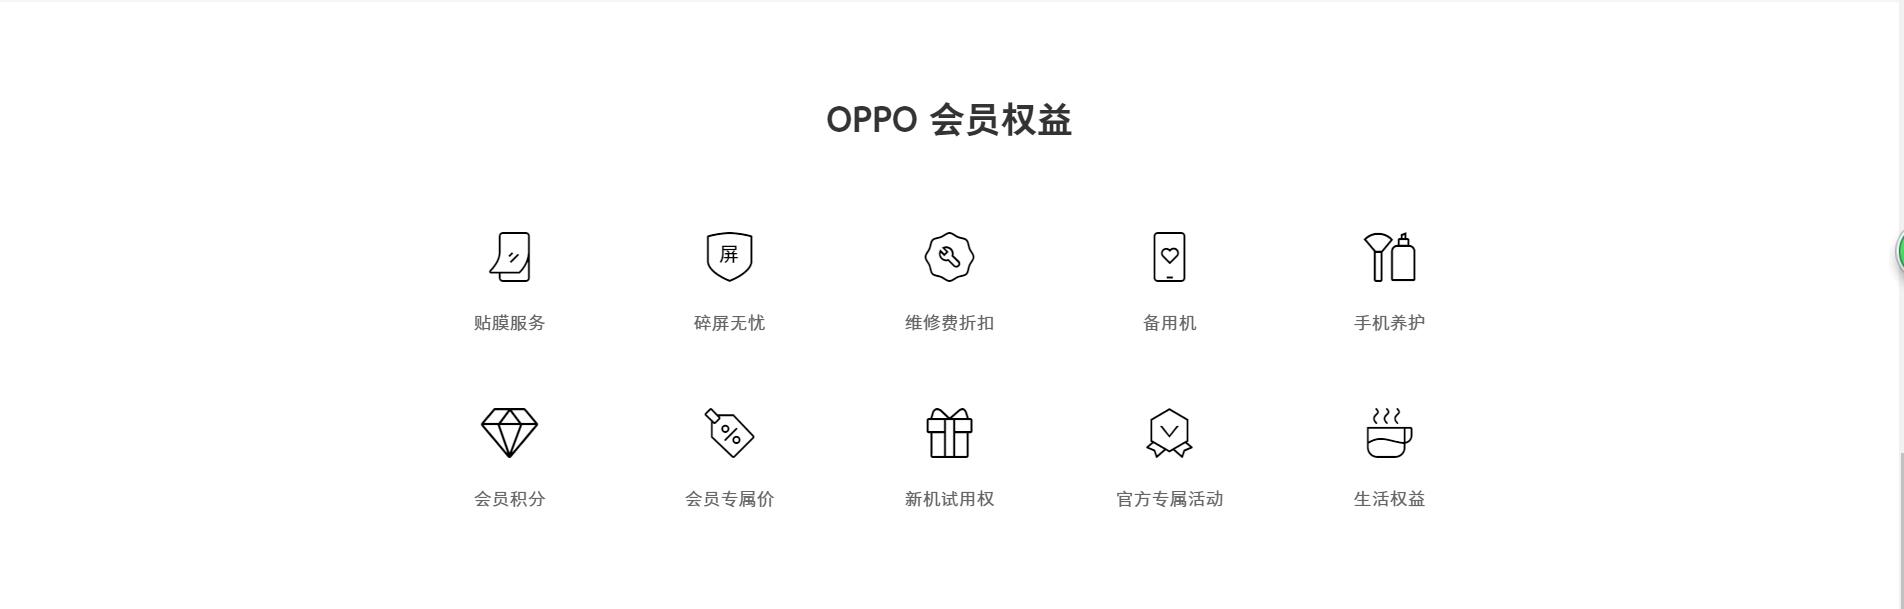 OPPO 会员权益
屏
贴膜服务
碎屏无忧
维修费折扣
备用机
手机养护
%
会员积分
会员专属价
新机试用权
官方专属活动
生活权益